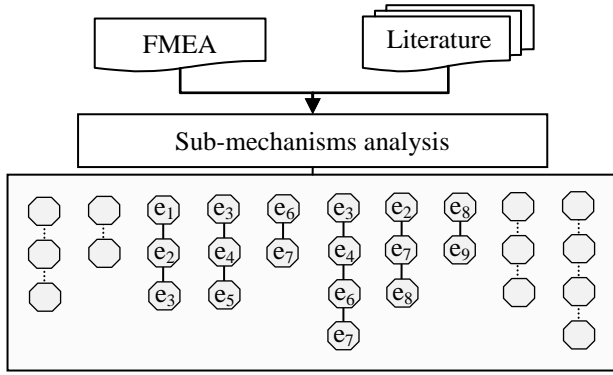 FMEA
Literature
Sub-mechanisms analysis
e1 e3 e6 e3 e2 e8
e2 e4 e7 e4 e7 e9
e3 e5 e6 e8
e7